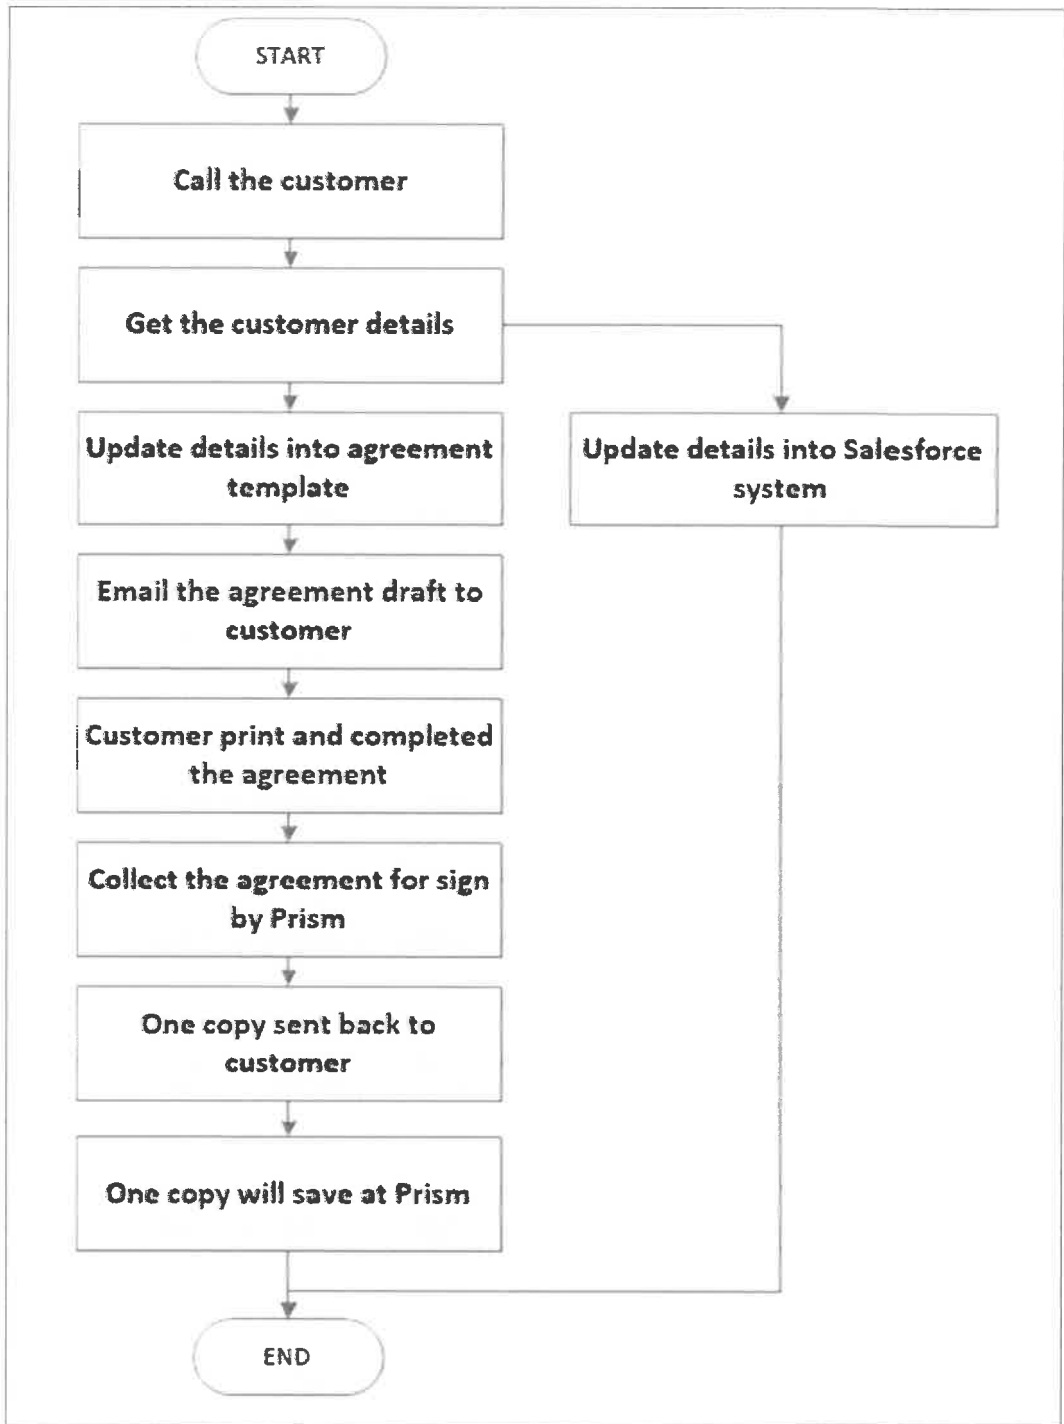 START
Call the customer
Get the customer details
Update details into agreement
template
Update details into Salesforce
system
Email the agreement draft to
customer
Customer print and completed
the agreement
Collect the agreement for sign
by Prism
One copy sent back to
customer
One copy will save at Prism
END